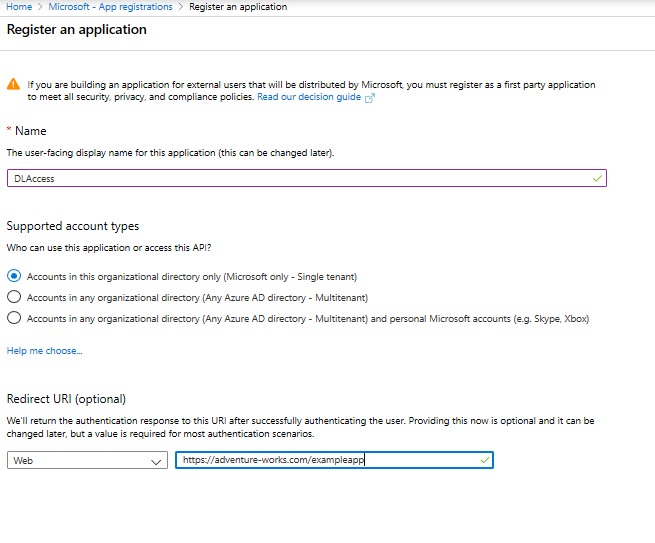 Home > Microsoft - App registrations > Register an application
Register an application
If you are building an application for external users that will be distributed by Microsoft, you must register as a first party application
to meet all security, privacy, and compliance policies. Read our decision guide
* Name
The user-facing display name for this application (this can be changed later).
DLAccess
Supported account types
Who can use this application or access this API?
Accounts in this organizational directory only (Microsoft only - Single tenant)
Accounts in any organizational directory (Any Azure AD directory - Multitenant)
Accounts in any organizational directory (Any Azure AD directory - Multitenant) and personal Microsoft accounts (e.g. Skype, Xbox)
Help me choose...
Redirect URI (optional)
We'll return the authentication response to this URI after successfully authenticating the user. Providing this now is optional and it can be
changed later, but a value is required for most authentication scenarios.
Web https://adventure-works.com/exampleapp